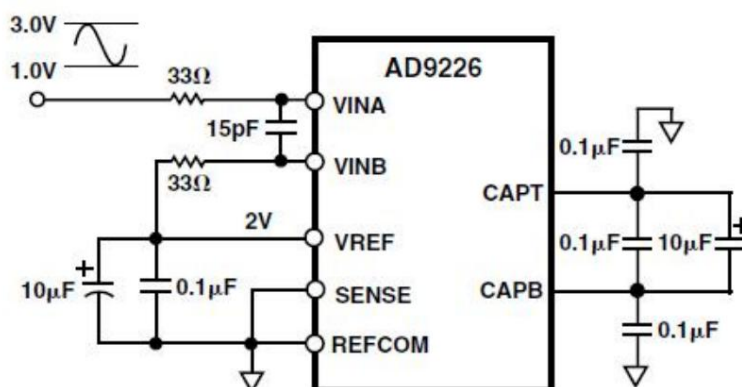 3.0V
1.0V
AD9226
33Ω
VINA
15pF
VINB
33Ω
0.1μF
CAPT
2V
VREF
0.1μF
10μF
+
+
10μF
0.1μF
SENSE
CAPB
REFCOM
0.1μF